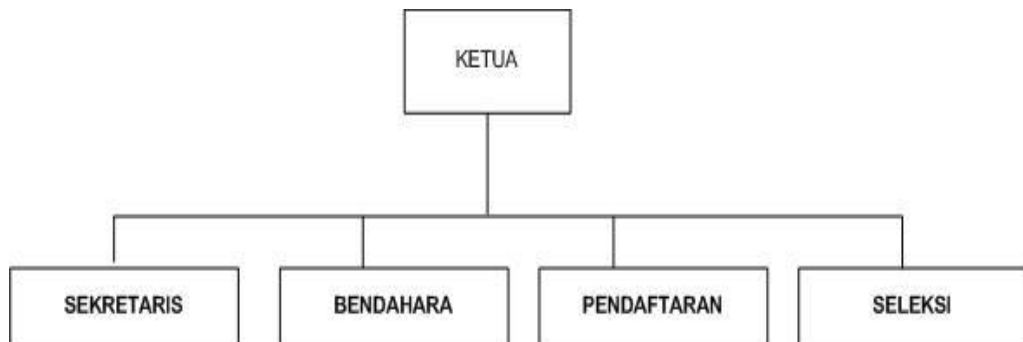 KETUA
SEKRETARIS
BENDAHARA
PENDAFTARAN
SELEKSI